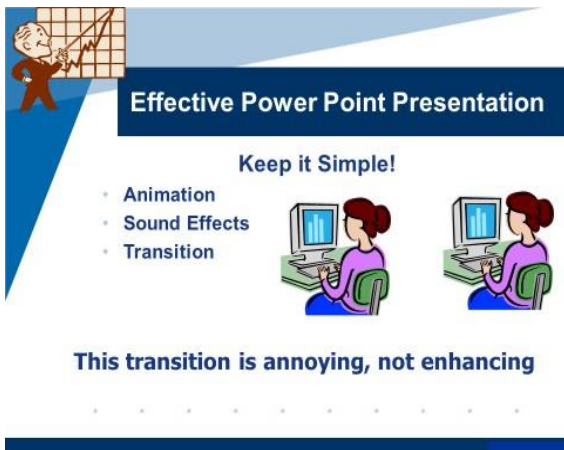 Effective Power Point Presentation
Keep it Simple!
Animation
Sound Effects
Transition
This transition is annoying, not enhancing